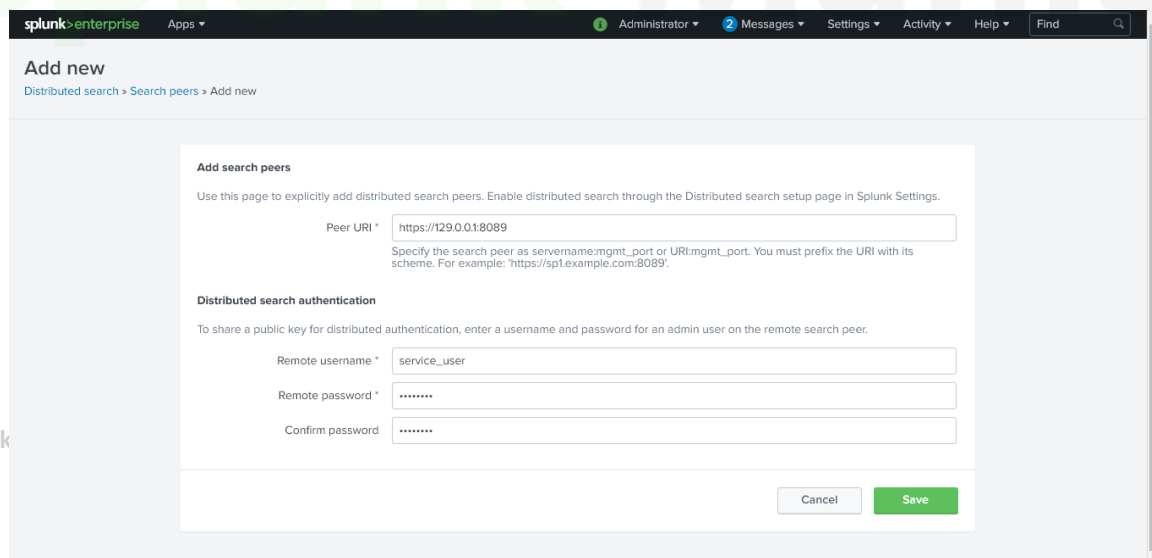 splunk>enterprise Apps Administrator 2 Messages Settings Activity Help Find
Add new
Distributed search » Search peers » Add new
Add search peers
Use this page to explicitly add distributed search peers. Enable distributed search through the Distributed search setup page in Splunk Settings.
Peer URI * https://129.0.0.1:8089
Specify the search peer as servername:mgmt_port or URI:mgmt_port. You must prefix the URI with its
scheme. For example: 'https://sp1.example.com:8089'.
Distributed search authentication
To share a public key for distributed authentication, enter a username and password for an admin user on the remote search peer.
Remote username * service_user
Remote password * ••••••••
Confirm password ••••••••
k
Cancel Save